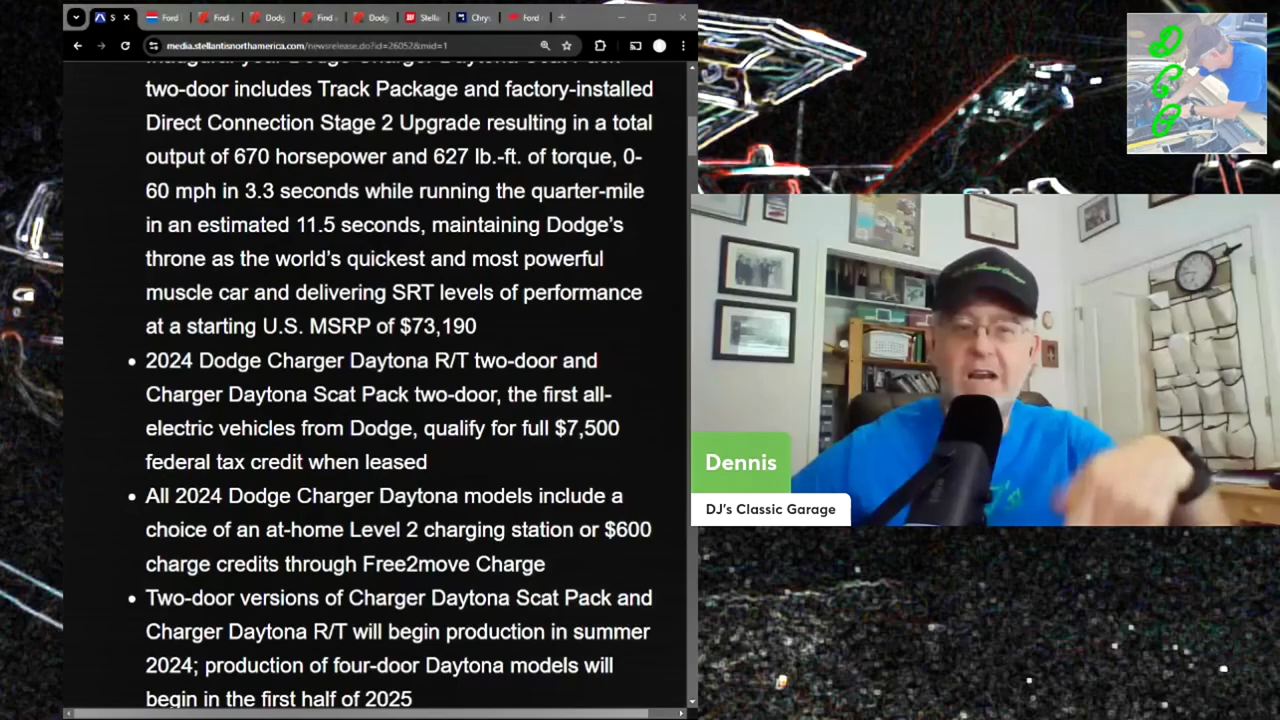 S
Ford
Find
Dodg
Find
Dodg
Stella
Chry
Ford
media.stellantisnorthamerica.com/newsrelease.do?id=26052&mid=1
two-door includes Track Package and factory-installed
Direct Connection Stage 2 Upgrade resulting in a total
output of 670 horsepower and 627 lb.-ft. of torque, 0-
60 mph in 3.3 seconds while running the quarter-mile
in an estimated 11.5 seconds, maintaining Dodge’s
throne as the world’s quickest and most powerful
muscle car and delivering SRT levels of performance
at a starting U.S. MSRP of $73,190
• 2024 Dodge Charger Daytona R/T two-door and
Charger Daytona Scat Pack two-door, the first all-
electric vehicles from Dodge, qualify for full $7,500
federal tax credit when leased
• All 2024 Dodge Charger Daytona models include a
choice of an at-home Level 2 charging station or $600
charge credits through Free2move Charge
• Two-door versions of Charger Daytona Scat Pack and
Charger Daytona R/T will begin production in summer
2024; production of four-door Daytona models will
begin in the first half of 2025
DGG
Dennis
DJ's Classic Garage